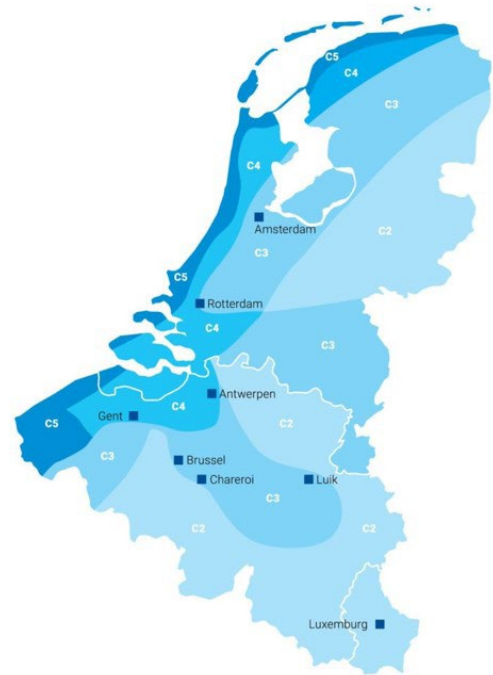 C5
C4
C3
C4
C2
Amsterdam
C3
C5
Rotterdam
C4
C3
Antwerpen
C4
Gent
C5
C2
C3
Brussel
Chareroi
Luik
C3
C2
C2
Luxemburg